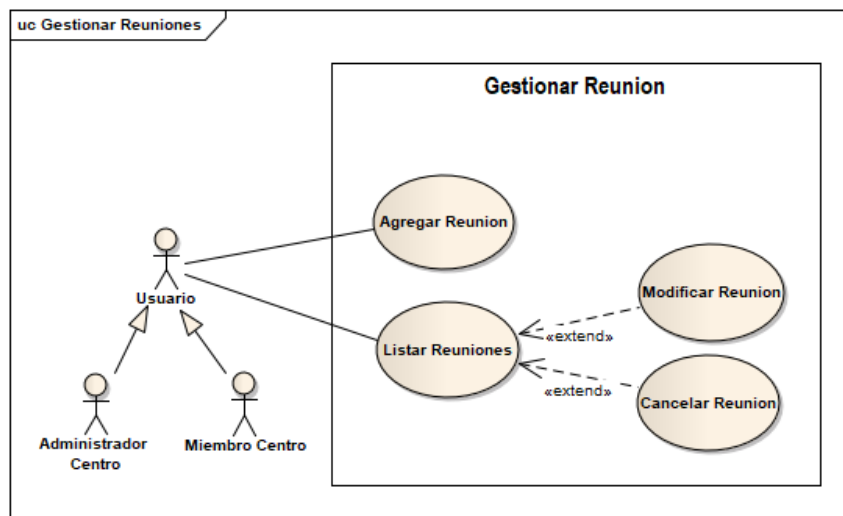 uc Gestionar Reuniones
Gestionar Reunion
Agregar Reunion
Usuario
Listar Reuniones
Modificar Reunion
«extend»
«extend»
Cancelar Reunion
Administrador
Centro
Miembro Centro